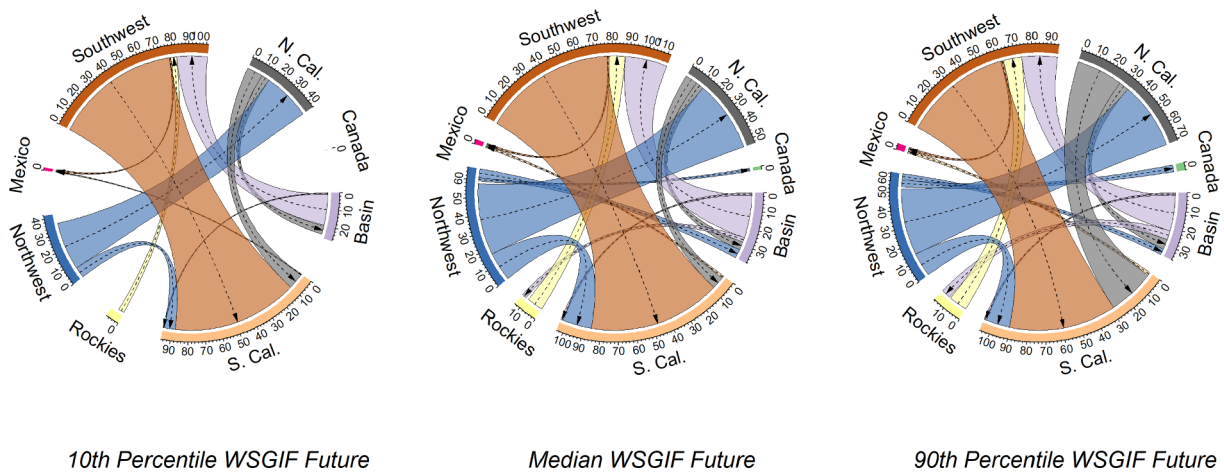 Southwest
0 10 20 30 40 50 60 70 80 90 100
N. Cal.
0 10 20 30 40
Canada
0
Basin
0 10 20
S. Cal.
0 10 20 30 40 50 60 70 80 90
Rockies
0
Northwest
0 10 20 30 40
Mexico
0
10th Percentile WSGIF Future
Southwest
0 10 20 30 40 50 60 70 80 90 100 110
N. Cal.
0 10 20 30 40 50
Canada
0
Basin
0 10 20 30
S. Cal.
0 10 20 30 40 50 60 70 80 90 100
Rockies
0 10
Northwest
0 10 20 30 40 50 60
Mexico
0
Median WSGIF Future
Southwest
0 10 20 30 40 50 60 70 80 90
N. Cal.
0 10 20 30 40 50 60 70
Canada
0
Basin
0 10 20 30
S. Cal.
0 10 20 30 40 50 60 70 80 90 100
Rockies
0 10
Northwest
0 10 20 30 40 50 60
Mexico
0
90th Percentile WSGIF Future